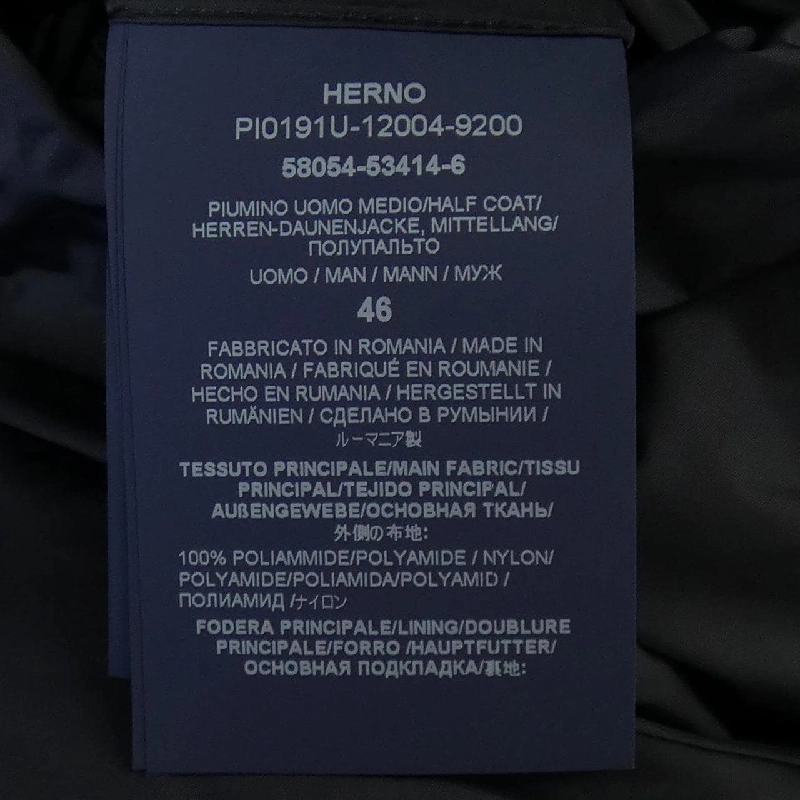 HERNO
PI0191U-12004-9200
58054-53414-6
PIUMINO UOMO MEDIO/HALF COAT/
HERREN-DAUNENJACKE, MITTELLANG/
ПОЛУПАЛЬТО
UOMO / MAN / MANN / МУЖ
46
FABBRICATO IN ROMANIA / MADE IN
ROMANIA / FABRIQUÉ EN ROUMANIE /
HECHO EN RUMANIA / HERGESTELLT IN
RUMÄNIEN / СДЕЛАНО В РУМЫНИИ /
ルーマニア製
TESSUTO PRINCIPALE/MAIN FABRIC/TISSU
PRINCIPAL/TEJIDO PRINCIPAL/
AUßENGEWEBE/ОСНОВНАЯ ТКАНЬ/
外側の布地:
100% POLIAMMIDE/POLYAMIDE / NYLON/
POLYAMIDE/POLIAMIDA/POLYAMID /
ПОЛИАМИД /ナイロン
FODERA PRINCIPALE/LINING/DOUBLURE
PRINCIPALE/FORRO /HAUPTFUTTER/
ОСНОВНАЯ ПОДКЛАДКА/裏地: